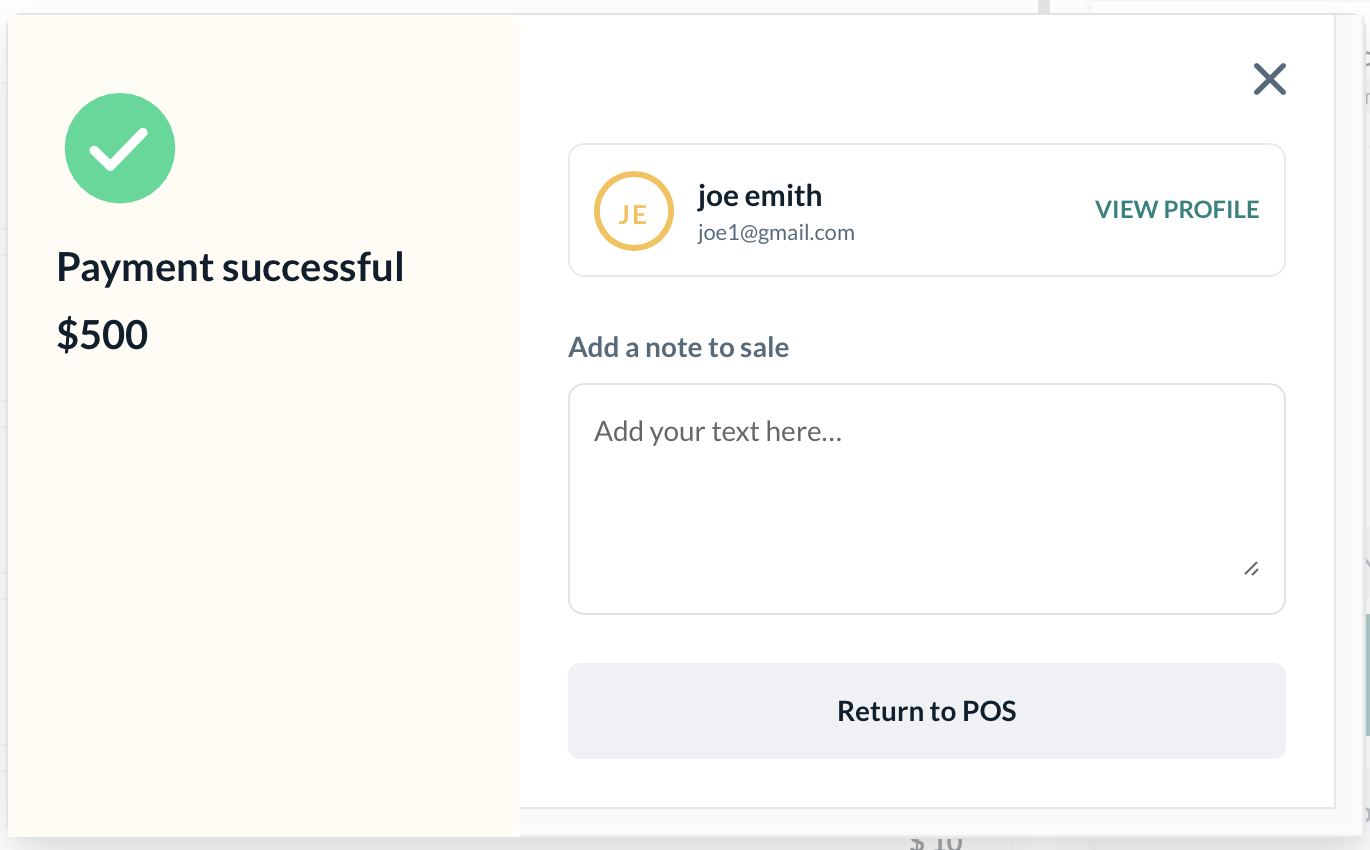 Payment successful
$500
JE
joe emith
joe1@gmail.com
VIEW PROFILE
Add a note to sale
Add your text here...
Return to POS
$ 10